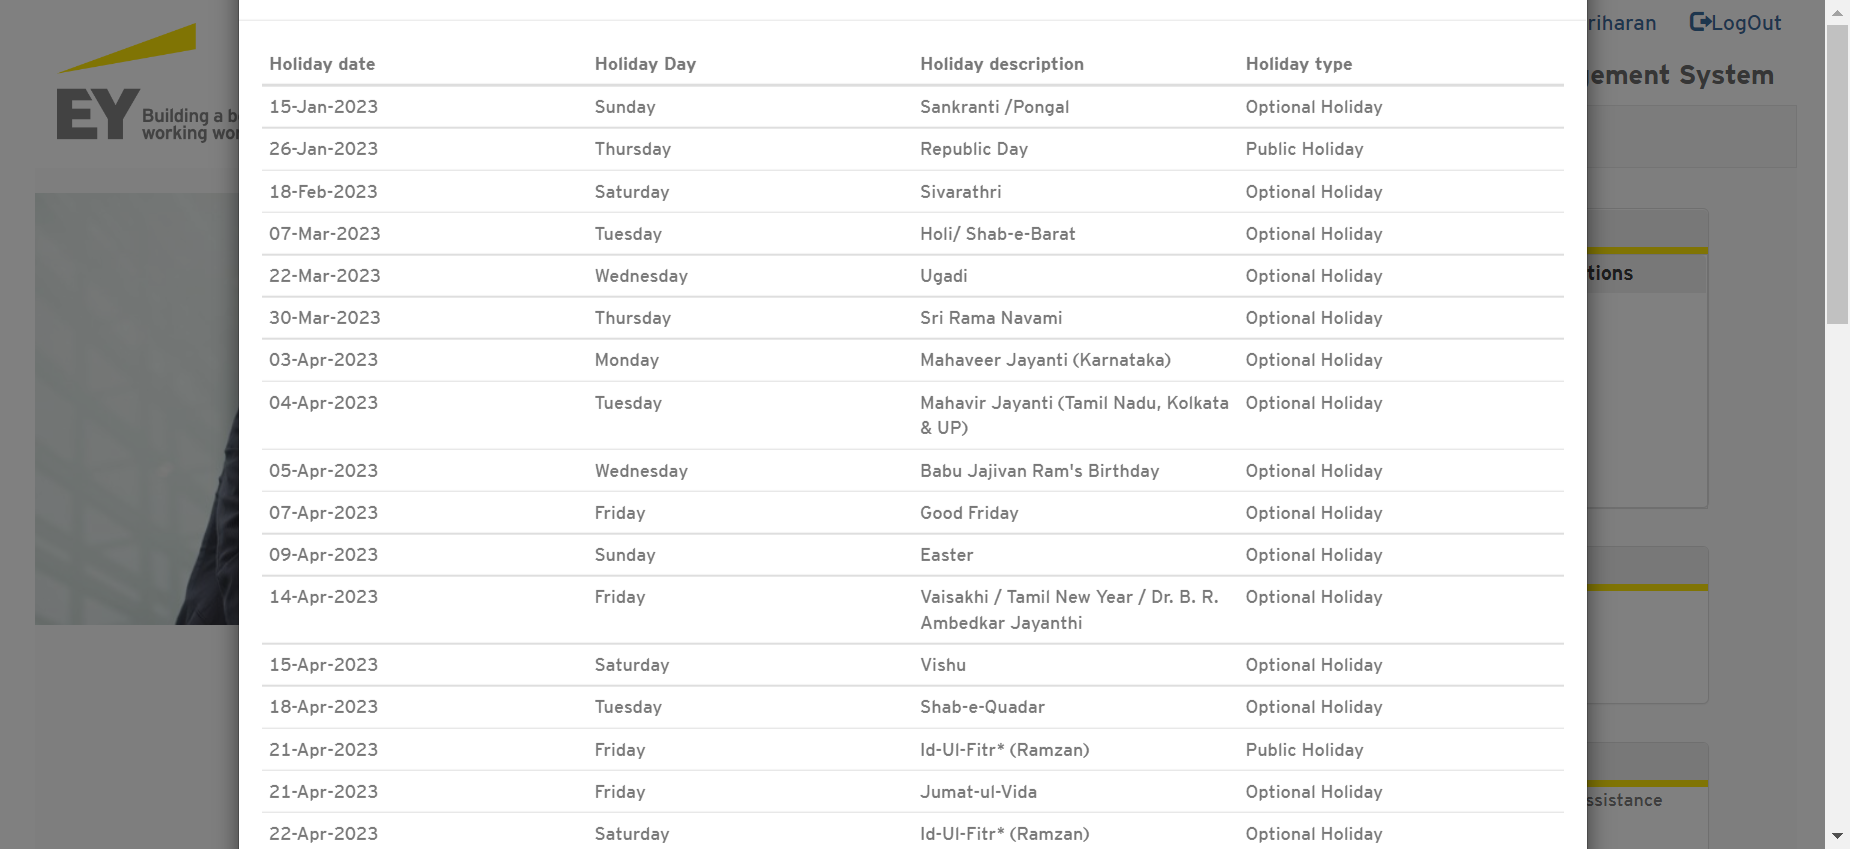 riharan LogOut
ement System
EY Building a b
working wor
tions
ssistance
Holiday date Holiday Day Holiday description Holiday type
15-Jan-2023 Sunday Sankranti /Pongal Optional Holiday
26-Jan-2023 Thursday Republic Day Public Holiday
18-Feb-2023 Saturday Sivarathri Optional Holiday
07-Mar-2023 Tuesday Holi/ Shab-e-Barat Optional Holiday
22-Mar-2023 Wednesday Ugadi Optional Holiday
30-Mar-2023 Thursday Sri Rama Navami Optional Holiday
03-Apr-2023 Monday Mahaveer Jayanti (Karnataka) Optional Holiday
04-Apr-2023 Tuesday Mahavir Jayanti (Tamil Nadu, Kolkata Optional Holiday
& UP)
05-Apr-2023 Wednesday Babu Jajivan Ram's Birthday Optional Holiday
07-Apr-2023 Friday Good Friday Optional Holiday
09-Apr-2023 Sunday Easter Optional Holiday
14-Apr-2023 Friday Vaisakhi / Tamil New Year / Dr. B. R. Optional Holiday
Ambedkar Jayanthi
15-Apr-2023 Saturday Vishu Optional Holiday
18-Apr-2023 Tuesday Shab-e-Quadar Optional Holiday
21-Apr-2023 Friday Id-Ul-Fitr* (Ramzan) Public Holiday
21-Apr-2023 Friday Jumat-ul-Vida Optional Holiday
22-Apr-2023 Saturday Id-Ul-Fitr* (Ramzan) Optional Holiday